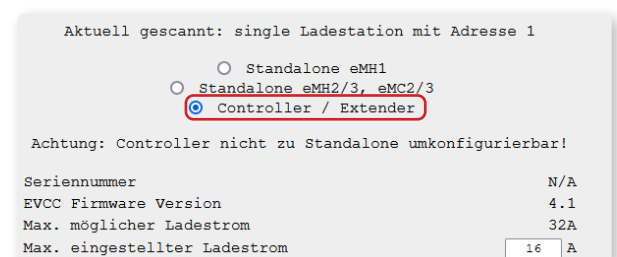 Aktuell gescannt: single Ladestation mit Adresse 1
Standalone eMH1
Standalone eMH2/3, eMC2/3
Controller / Extender
Achtung: Controller nicht zu Standalone umkonfigurierbar!
Seriennummer N/A
EVCC Firmware Version 4.1
Max. möglicher Ladestrom 32A
Max. eingestellter Ladestrom 16 A